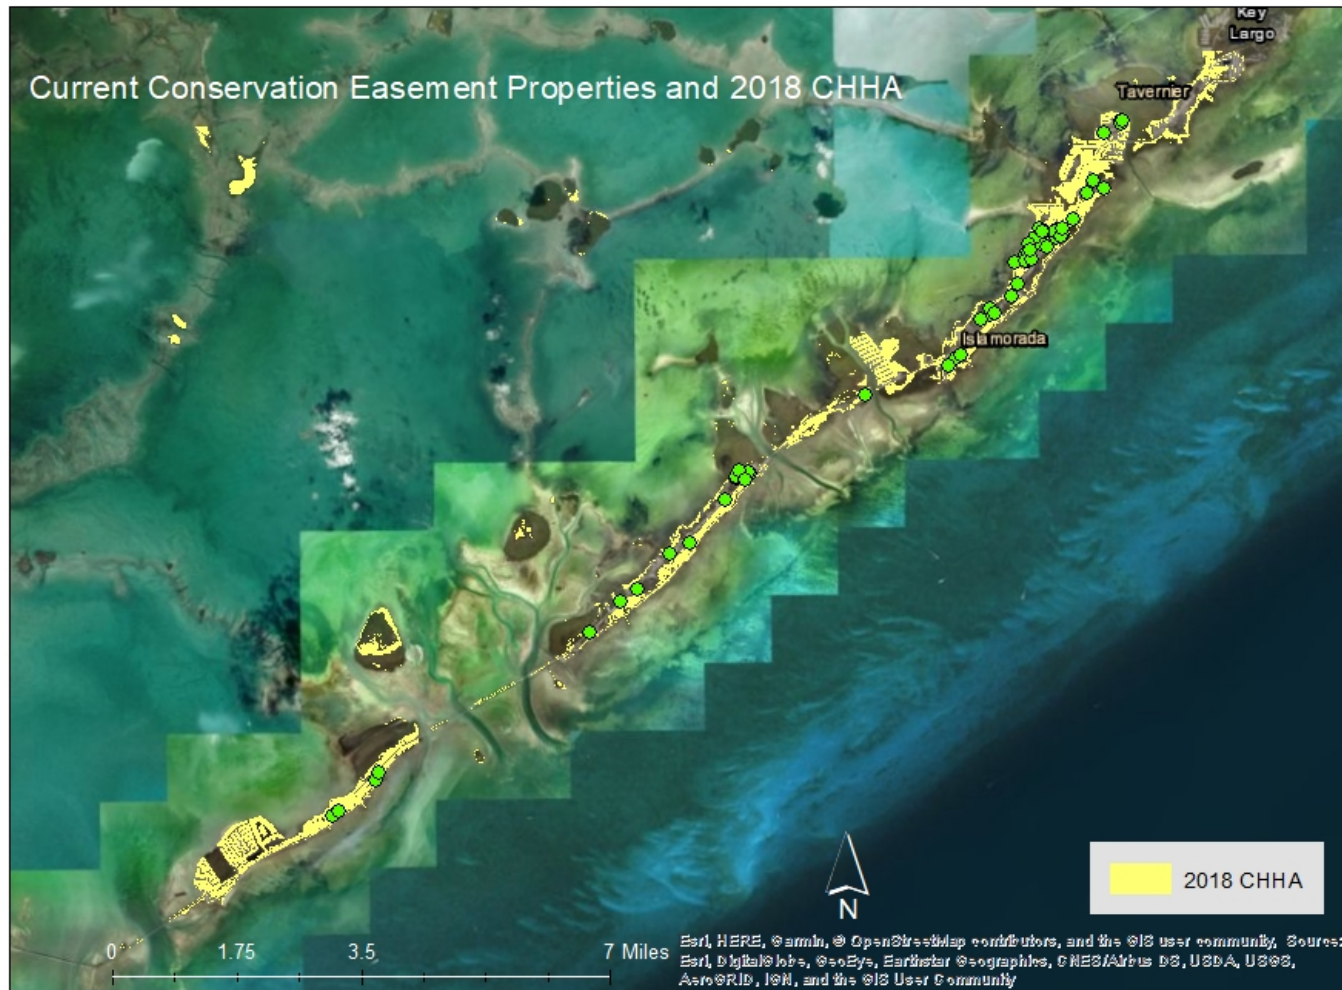 Key
Largo
Current Conservation Easement Properties and 2018 CHHA
Tavernier
Islamorada
2018 CHHA
N
0 1.75 3.5 7 Miles
Esri, HERE, Garmin, © OpenStreetMap contributors, and the GIS user community, Source:
Esri, DigitalGlobe, GeoEye, Earthstar Geographics, CNES/Airbus DS, USDA, USGS,
AeroGRID, IGN, and the GIS User Community